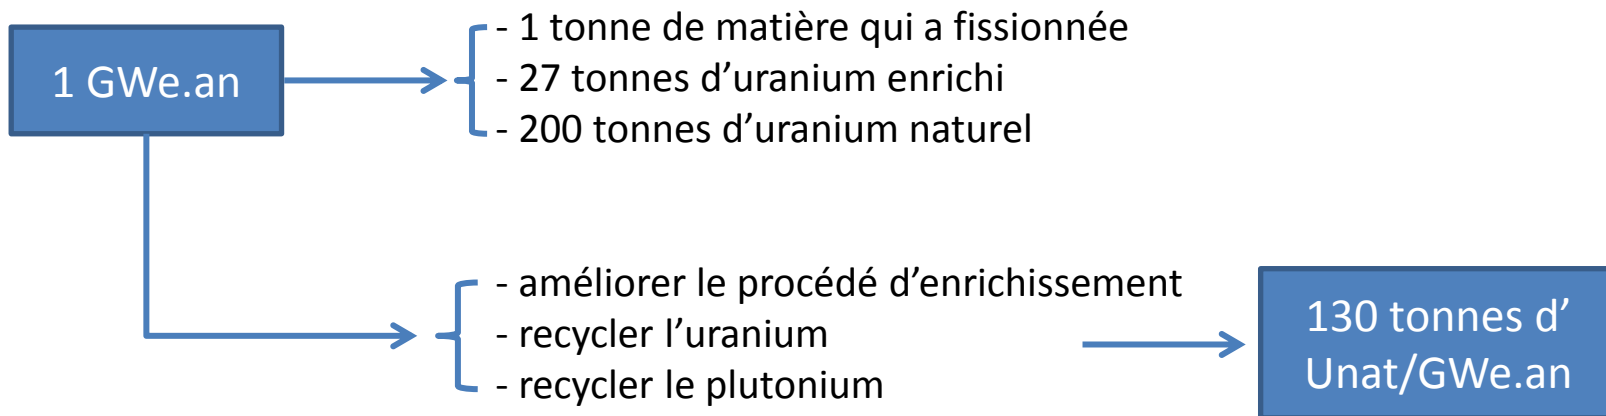 1 GWe.an
- 1 tonne de matière qui a fissionnée
- 27 tonnes d’uranium enrichi
- 200 tonnes d’uranium naturel
- améliorer le procédé d’enrichissement
- recycler l’uranium
- recycler le plutonium
130 tonnes d’
Unat/GWe.an